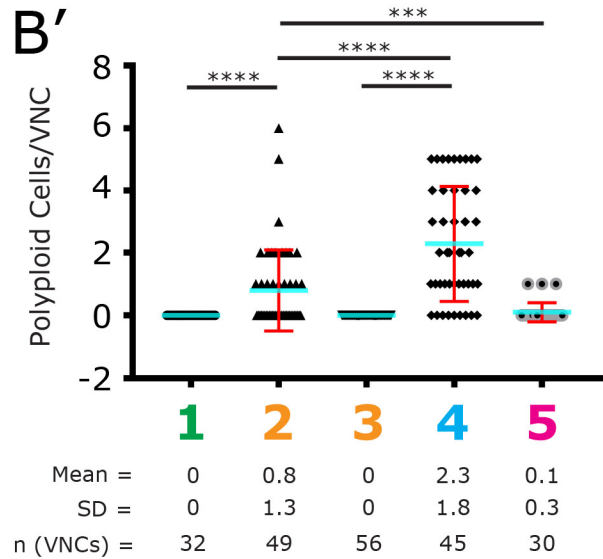 B′
***
****
**** ****
8
6
4
2
0
-2
Polyploid Cells/VNC
1 2 3 4 5
Mean = 0 0.8 0 2.3 0.1
SD = 0 1.3 0 1.8 0.3
n (VNCs) = 32 49 56 45 30